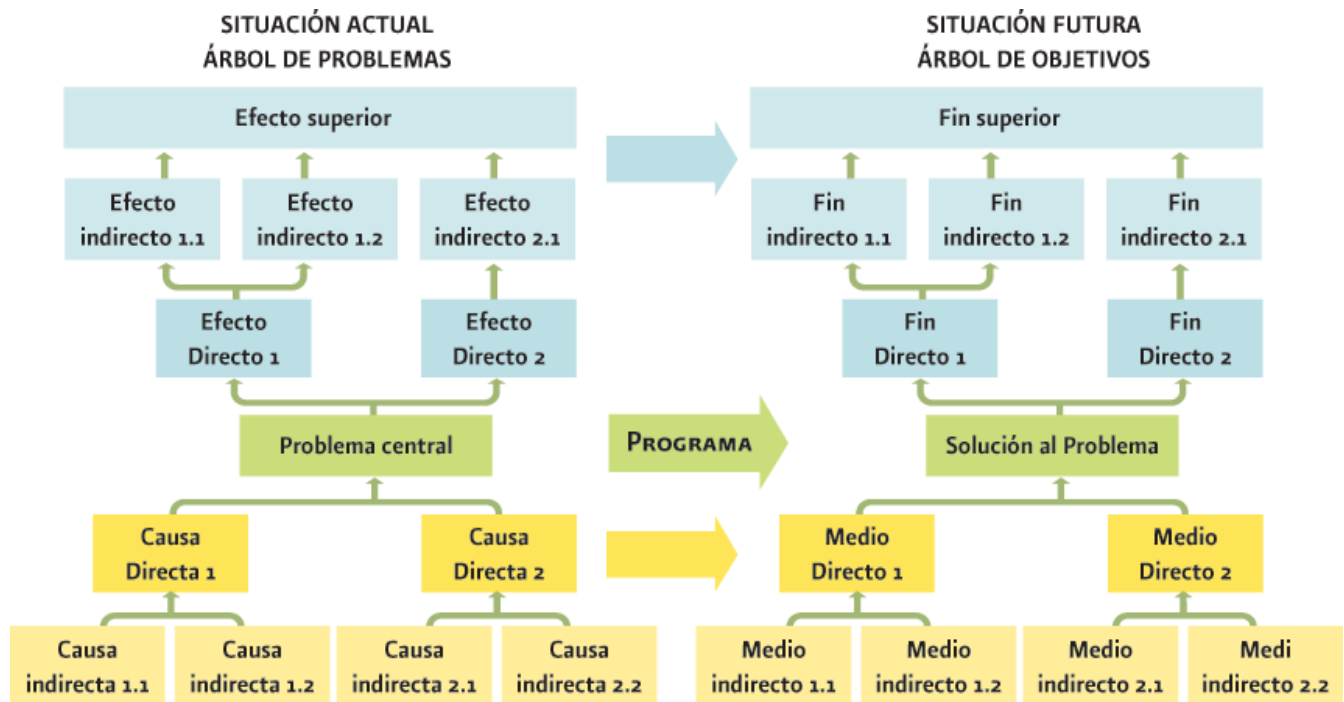 SITUACIÓN ACTUAL
ÁRBOL DE PROBLEMAS
Efecto superior
Efecto
indirecto 1.1
Efecto
indirecto 1.2
Efecto
indirecto 2.1
Efecto
Directo 1
Efecto
Directo 2
Problema central
Causa
Directa 1
Causa
Directa 2
Causa
indirecta 1.1
Causa
indirecta 1.2
Causa
indirecta 2.1
Causa
indirecta 2.2
PROGRAMA
SITUACIÓN FUTURA
ÁRBOL DE OBJETIVOS
Fin superior
Fin
indirecto 1.1
Fin
indirecto 1.2
Fin
indirecto 2.1
Fin
Directo 1
Fin
Directo 2
Solución al Problema
Medio
Directo 1
Medio
Directo 2
Medio
indirecto 1.1
Medio
indirecto 1.2
Medio
indirecto 2.1
Medi
indirecto 2.2